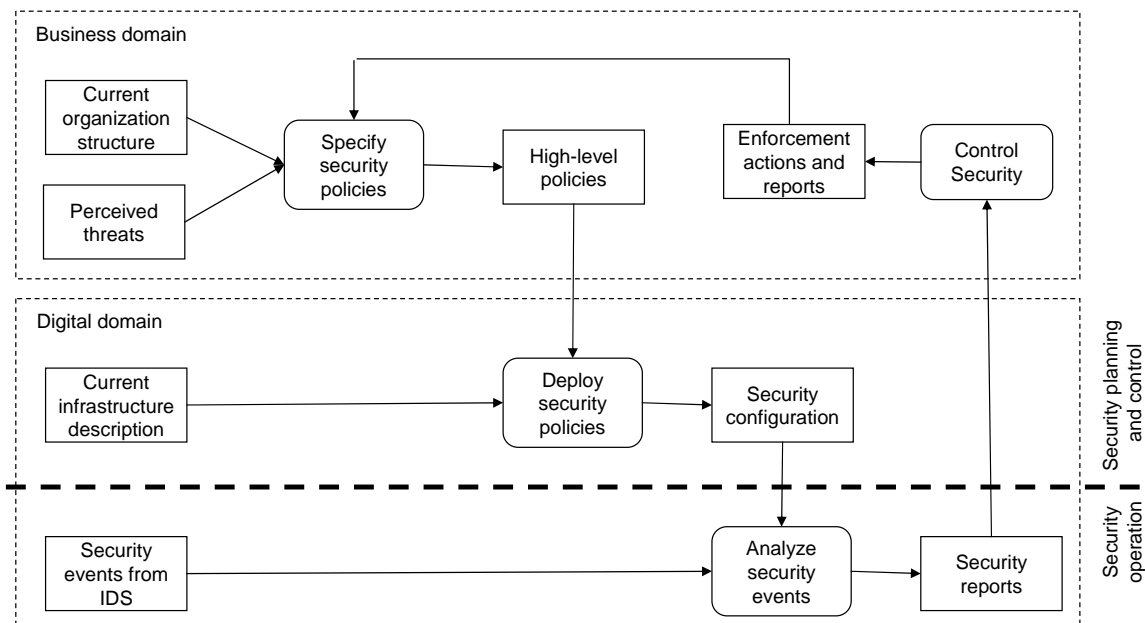 Business domain
Current
organization
structure
Perceived
threats
Specify
security
policies
High-level
policies
Enforcement
actions and
reports
Control
Security
Digital domain
Current
infrastructure
description
Deploy
security
policies
Security
configuration
Security planning
and control
Security
events from
IDS
Analyze
security
events
Security
reports
Security
operation